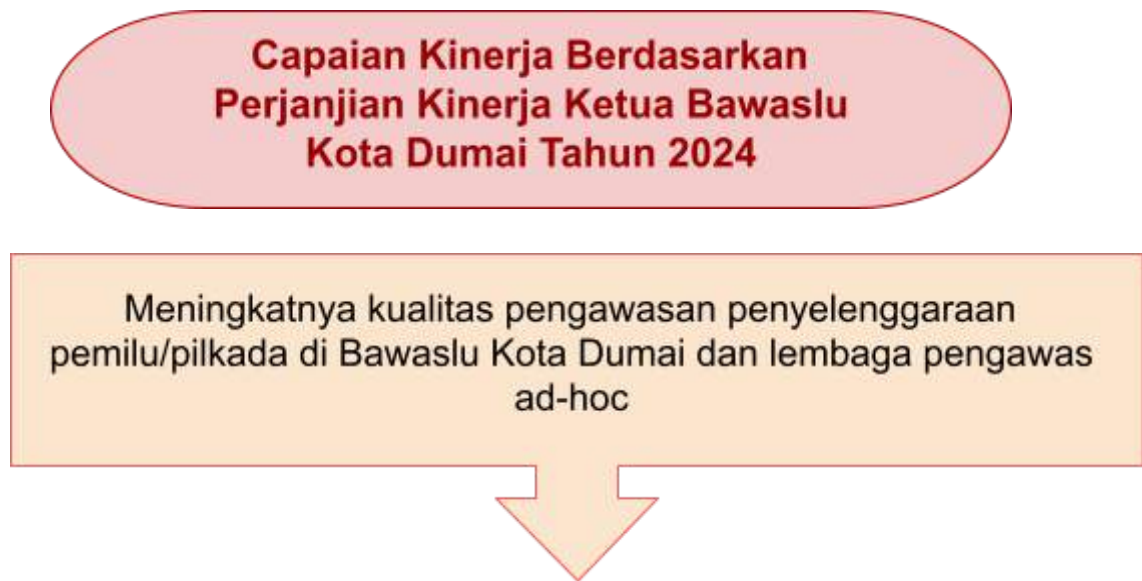 Capaian Kinerja Berdasarkan
Perjanjian Kinerja Ketua Bawaslu
Kota Dumai Tahun 2024
Meningkatnya kualitas pengawasan penyelenggaraan
pemilu/pilkada di Bawaslu Kota Dumai dan lembaga pengawas
ad-hoc